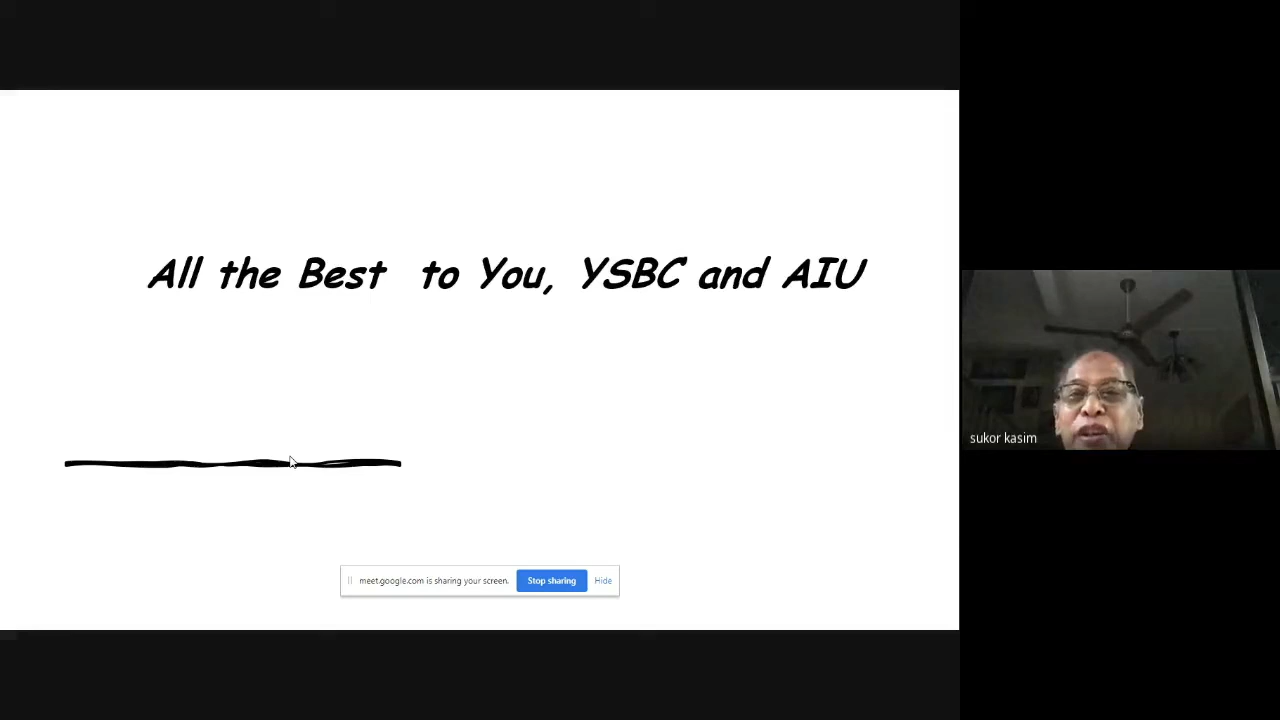 All the Best to You, YSBC and AIU
sukor kasim
meet.google.com is sharing your screen. Stop sharing Hide